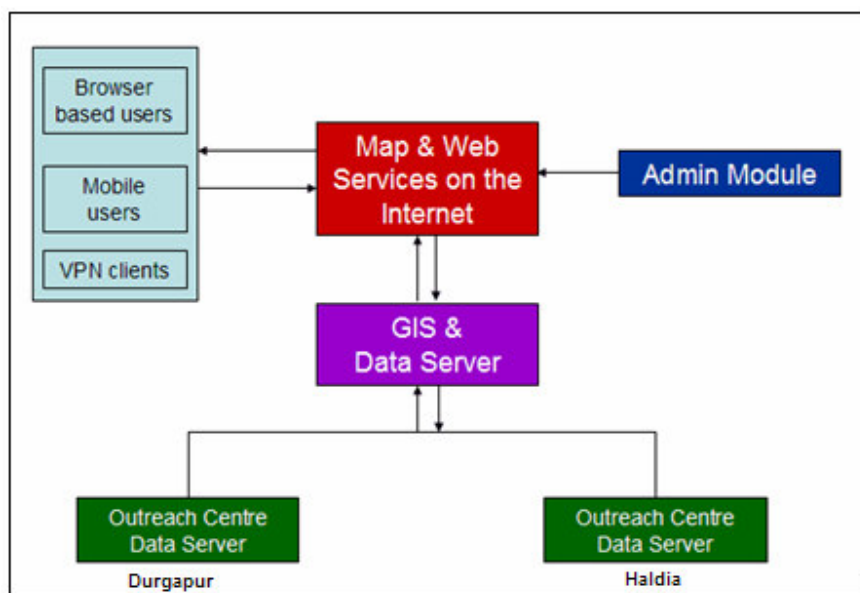 Browser
based users
Mobile
users
VPN clients
Map & Web
Services on the
Internet
Admin Module
GIS &
Data Server
Outreach Centre
Data Server
Durgapur
Outreach Centre
Data Server
Haldia